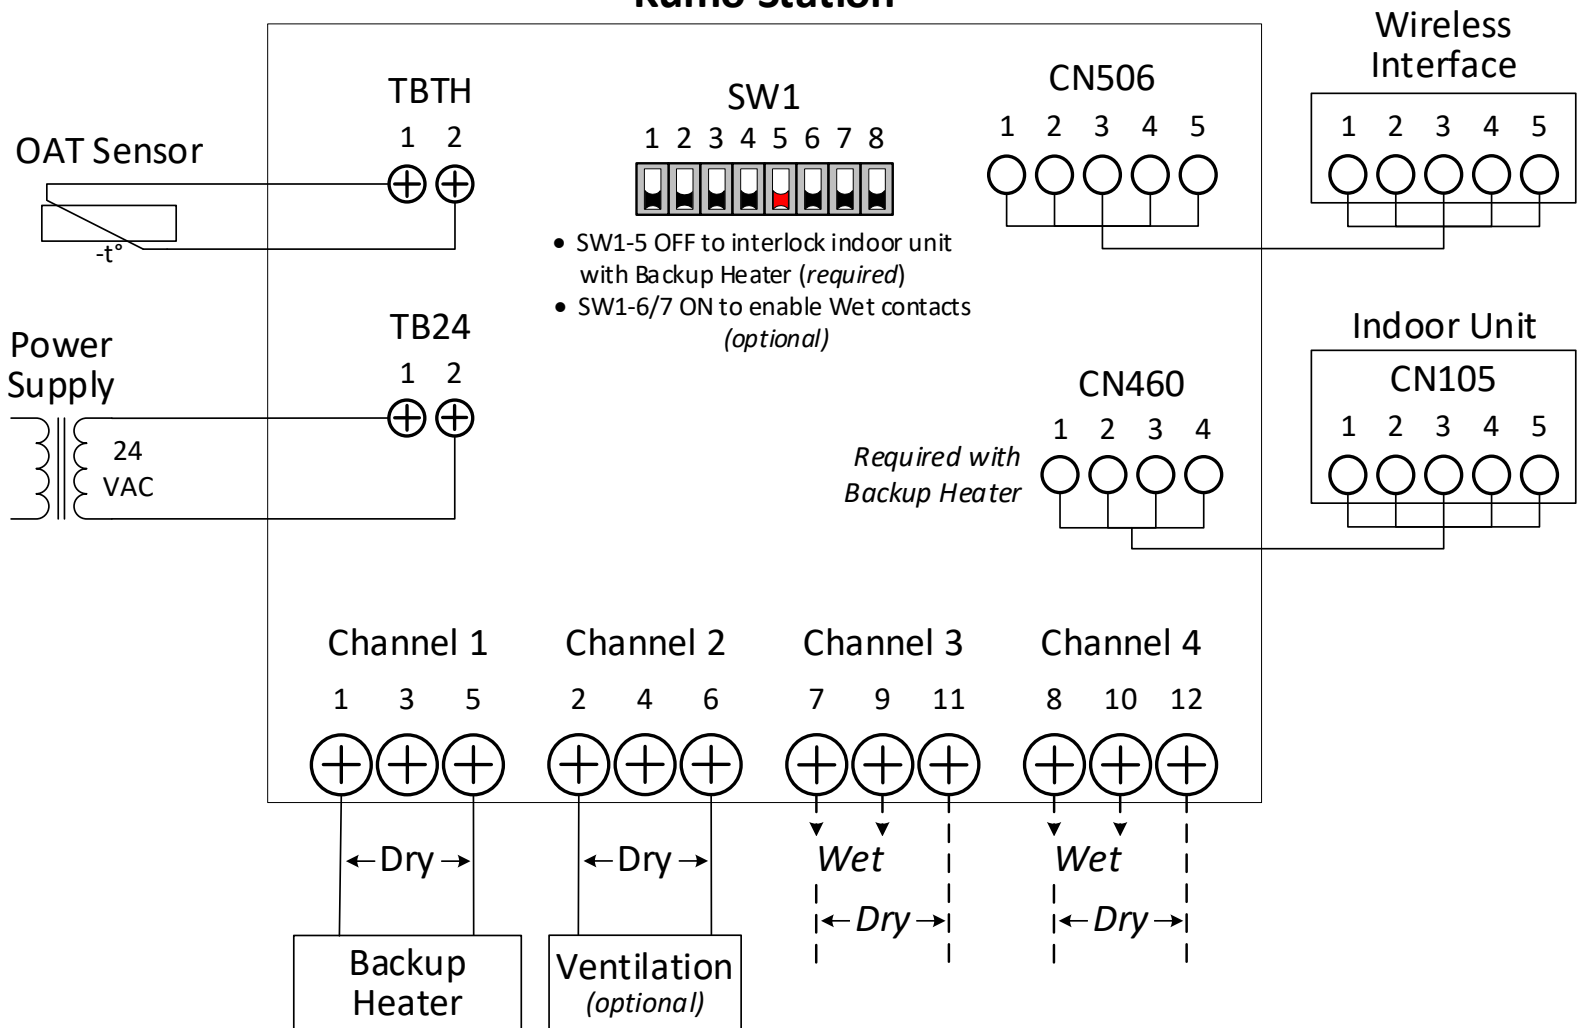 Kumo Station
Wireless
Interface
TBTH
1 2
OAT Sensor
-t°
SW1
1 2 3 4 5 6 7 8
• SW1-5 OFF to interlock indoor unit
with Backup Heater (required)
• SW1-6/7 ON to enable Wet contacts
(optional)
CN506
1 2 3 4 5
1 2 3 4 5
Power
Supply
24
VAC
TB24
1 2
CN460
1 2 3 4
Required with
Backup Heater
Indoor Unit
CN105
1 2 3 4 5
Channel 1
1 3 5
Channel 2
2 4 6
Channel 3
7 9 11
Channel 4
8 10 12
Dry
Dry
Wet
Dry
Wet
Dry
Backup
Heater
Ventilation
(optional)